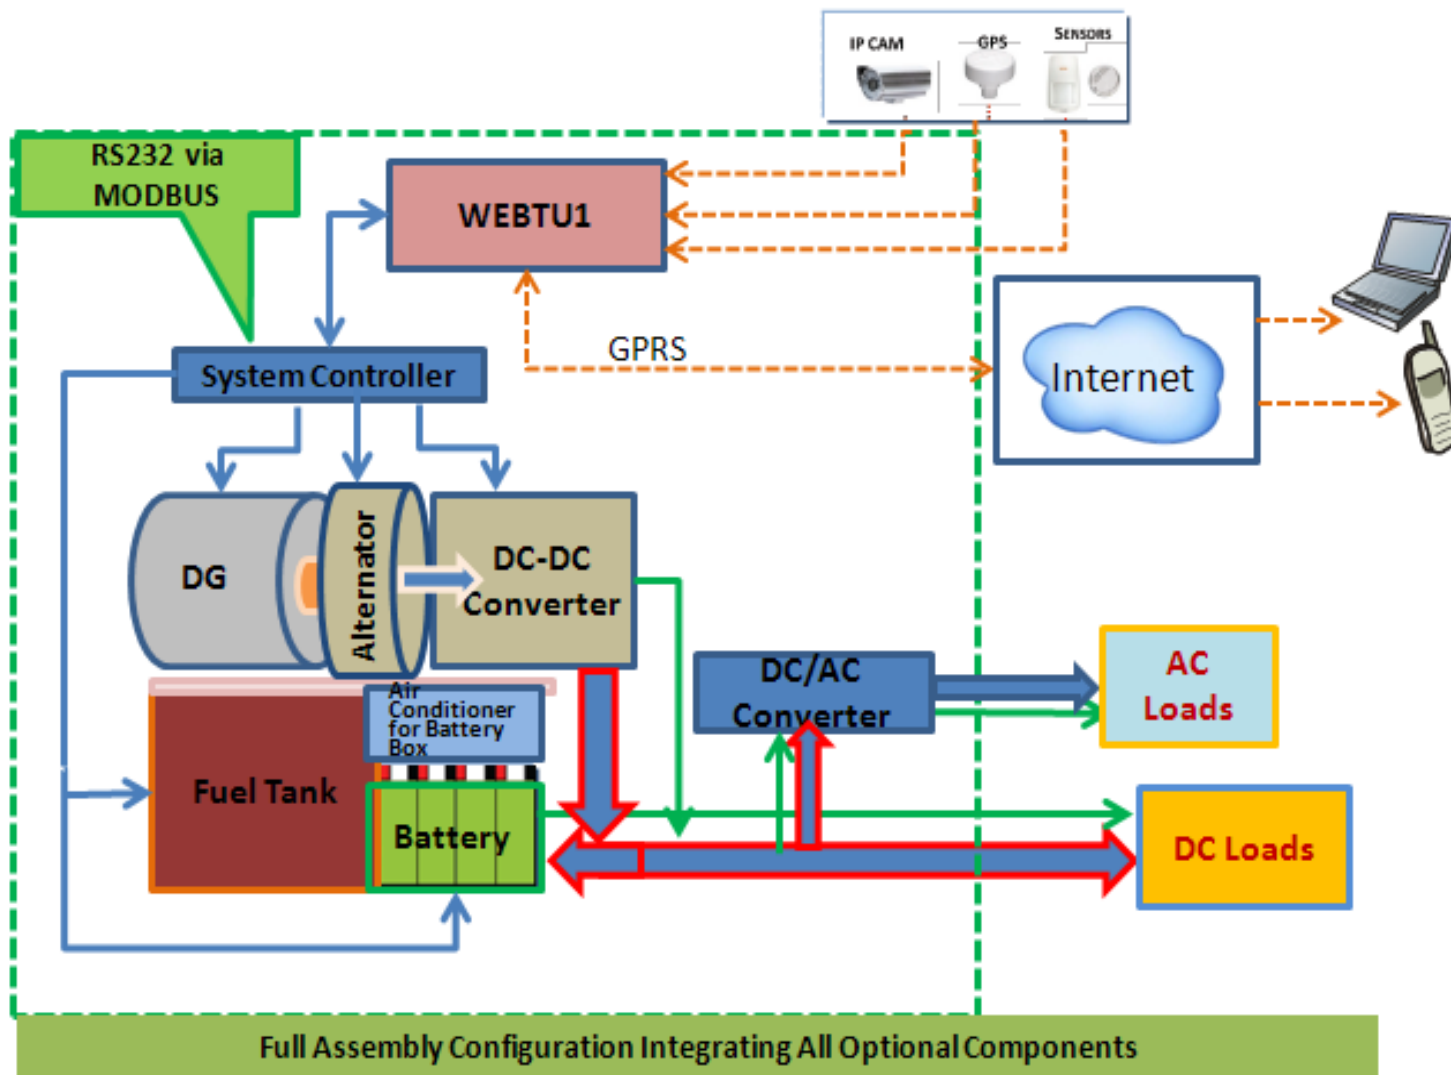 IP CAM
GPS
SENSORS
RS232 via
MODBUS
WEBTU1
GPRS
Internet
System Controller
DG
Alternator
DC-DC
Converter
DC/AC
Converter
AC
Loads
Air
Conditioner
for Battery
Box
Fuel Tank
Battery
DC Loads
Full Assembly Configuration Integrating All Optional Components